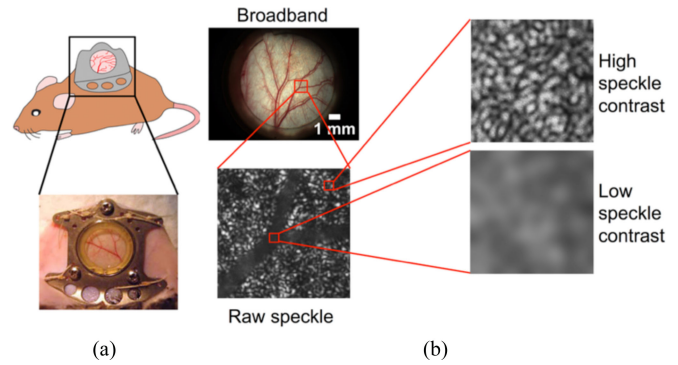 Broadband
1 mm
High
speckle
contrast
Low
speckle
contrast
Raw speckle
(a)
(b)